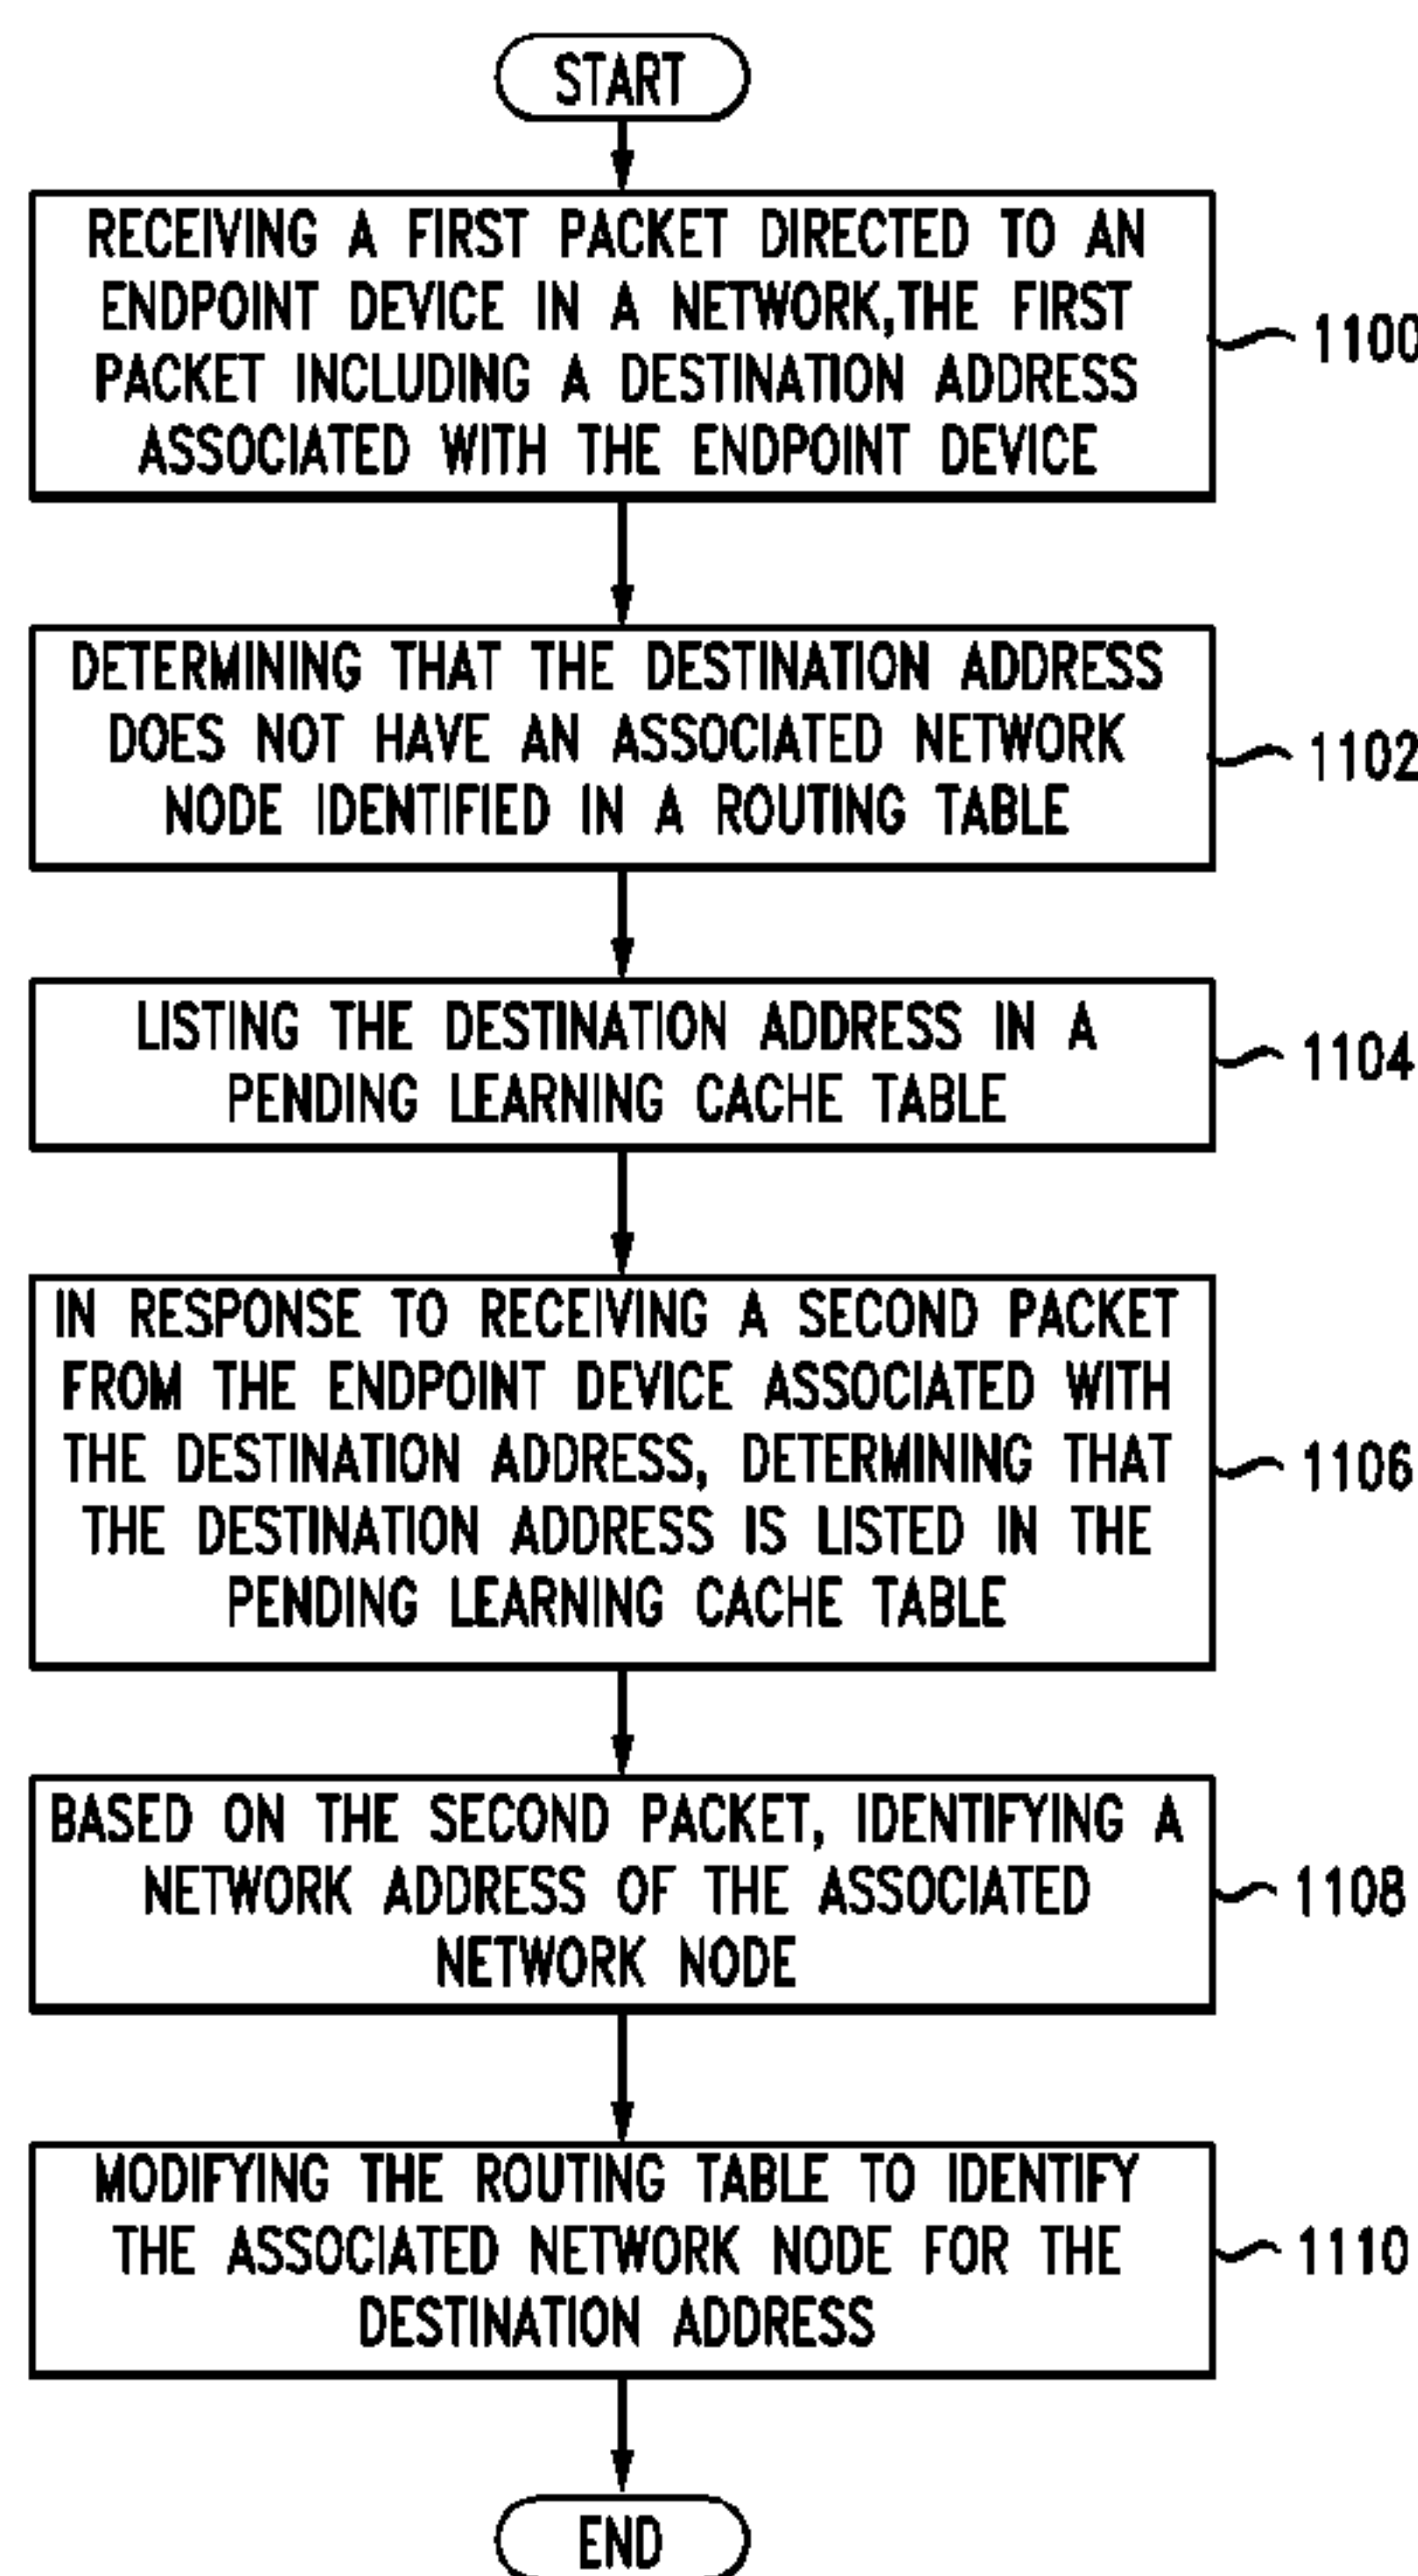 START
RECEIVING A FIRST PACKET DIRECTED TO AN
ENDPOINT DEVICE IN A NETWORK,THE FIRST
PACKET INCLUDING A DESTINATION ADDRESS
ASSOCIATED WITH THE ENDPOINT DEVICE
1100
DETERMINING THAT THE DESTINATION ADDRESS
DOES NOT HAVE AN ASSOCIATED NETWORK
NODE IDENTIFIED IN A ROUTING TABLE
1102
LISTING THE DESTINATION ADDRESS IN A
PENDING LEARNING CACHE TABLE
1104
IN RESPONSE TO RECEIVING A SECOND PACKET
FROM THE ENDPOINT DEVICE ASSOCIATED WITH
THE DESTINATION ADDRESS, DETERMINING THAT
THE DESTINATION ADDRESS IS LISTED IN THE
PENDING LEARNING CACHE TABLE
1106
BASED ON THE SECOND PACKET, IDENTIFYING A
NETWORK ADDRESS OF THE ASSOCIATED
NETWORK NODE
1108
MODIFYING THE ROUTING TABLE TO IDENTIFY
THE ASSOCIATED NETWORK NODE FOR THE
DESTINATION ADDRESS
1110
END